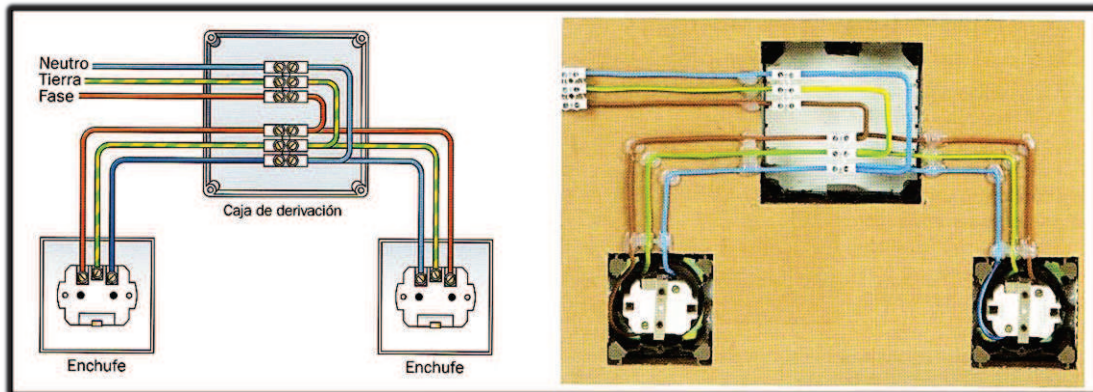 Neutro
Tierra
Fase
Caja de derivación
Enchufe
Enchufe